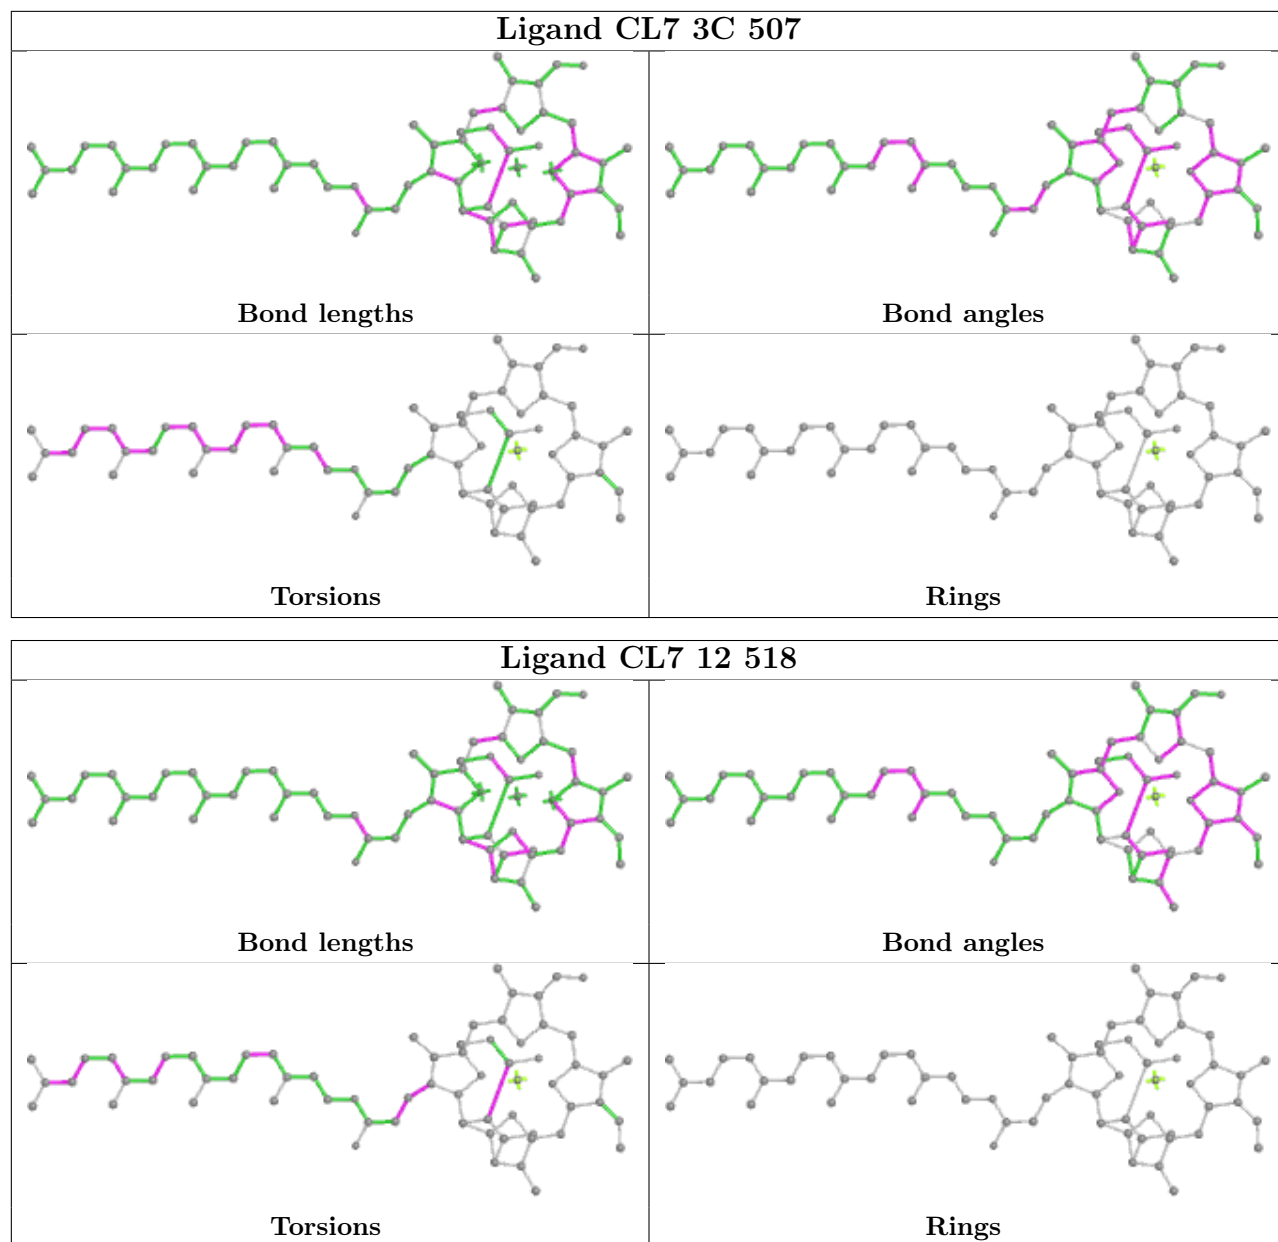 Ligand CL7 3C 507
Bond lengths
Bond angles
Torsions
Rings
Ligand CL7 12 518
Bond lengths
Bond angles
Torsions
Rings